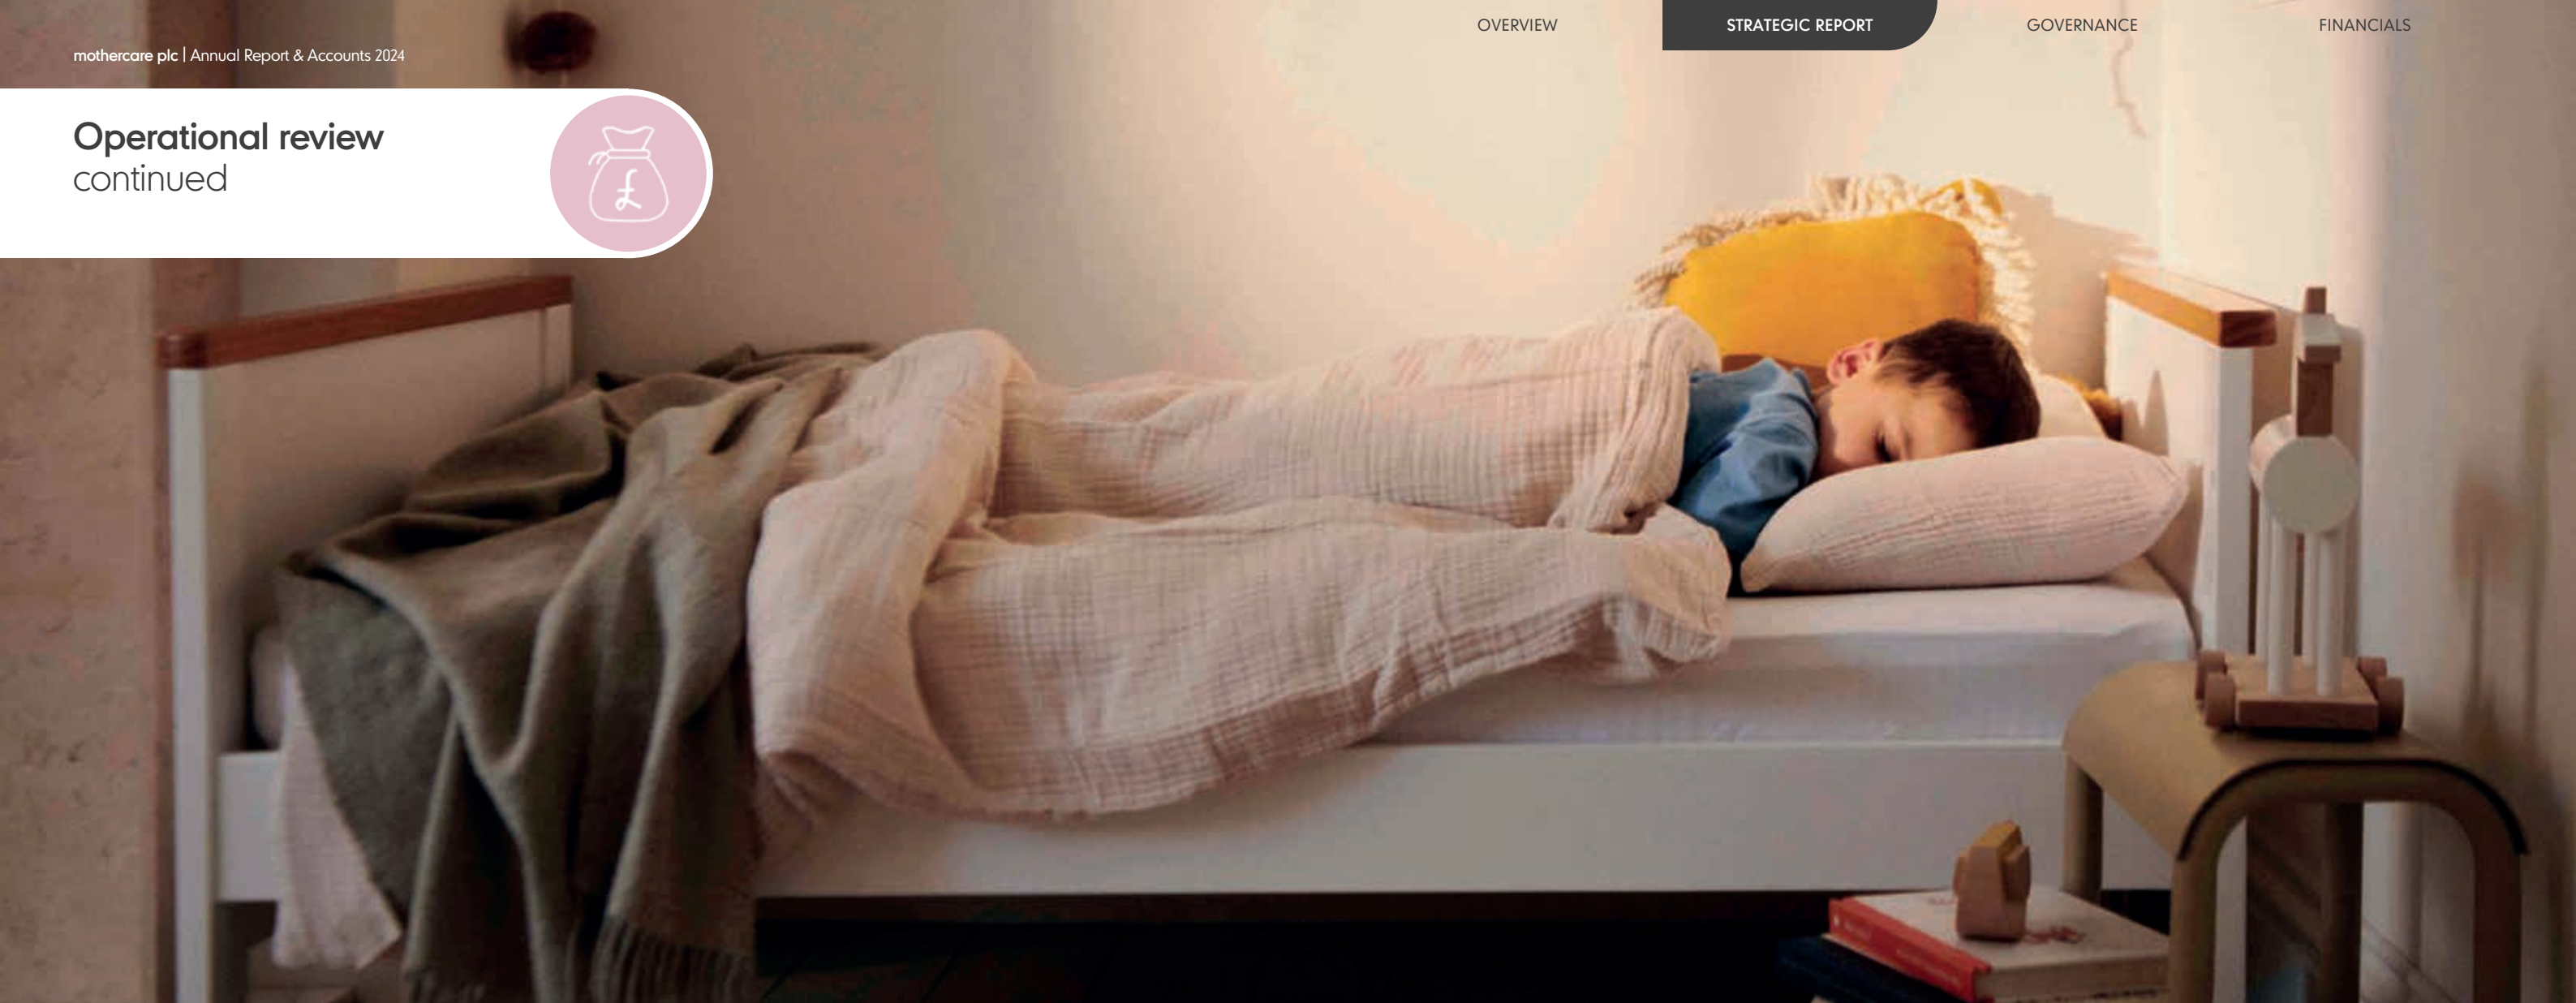 OVERVIEW
STRATEGIC REPORT
GOVERNANCE
FINANCIALS
mothercare plc | Annual Report & Accounts 2024
Operational review
continued
£